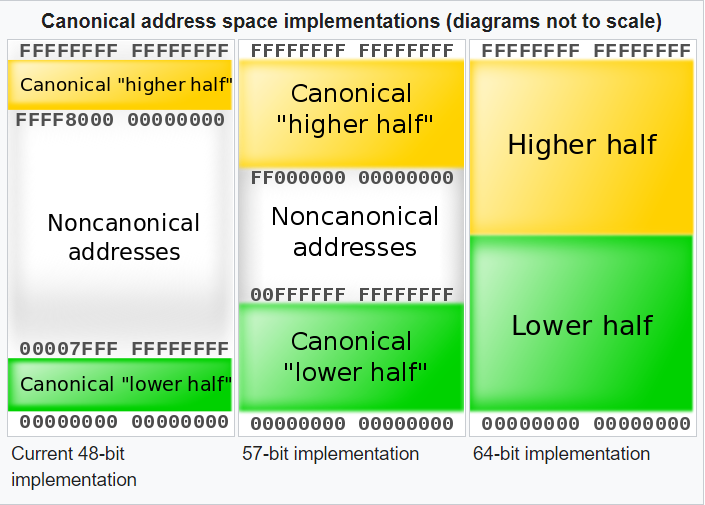 Canonical address space implementations (diagrams not to scale)
FFFFFFFF FFFFFFFF
Canonical "higher half"
FFFF8000 00000000
Noncanonical
addresses
00007FFF FFFFFFFF
Canonical "lower half"
00000000 00000000
Current 48-bit
implementation
FFFFFFFF FFFFFFFF
Canonical
"higher half"
FF000000 00000000
Noncanonical
addresses
00FFFFFF FFFFFFFF
Canonical
"lower half"
00000000 00000000
57-bit implementation
FFFFFFFF FFFFFFFF
Higher half
Lower half
00000000 00000000
64-bit implementation